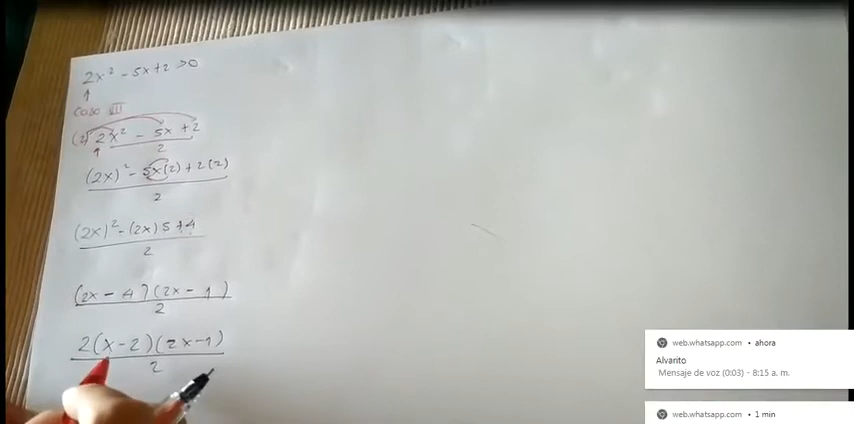 2x² - 5x + 2 > 0
↑
Caso VII
(2) 2x² - 5x + 2
2
(2x)² - 5x(2) + 2(2)
2
(2x)² - (2x)5 + 4
2
(2x - 4)(2x - 1)
2
2(x-2)(2x-1)
2
web.whatsapp.com • ahora
Alvarito
Mensaje de voz (0:03) - 8:15 a. m.
web.whatsapp.com • 1 min